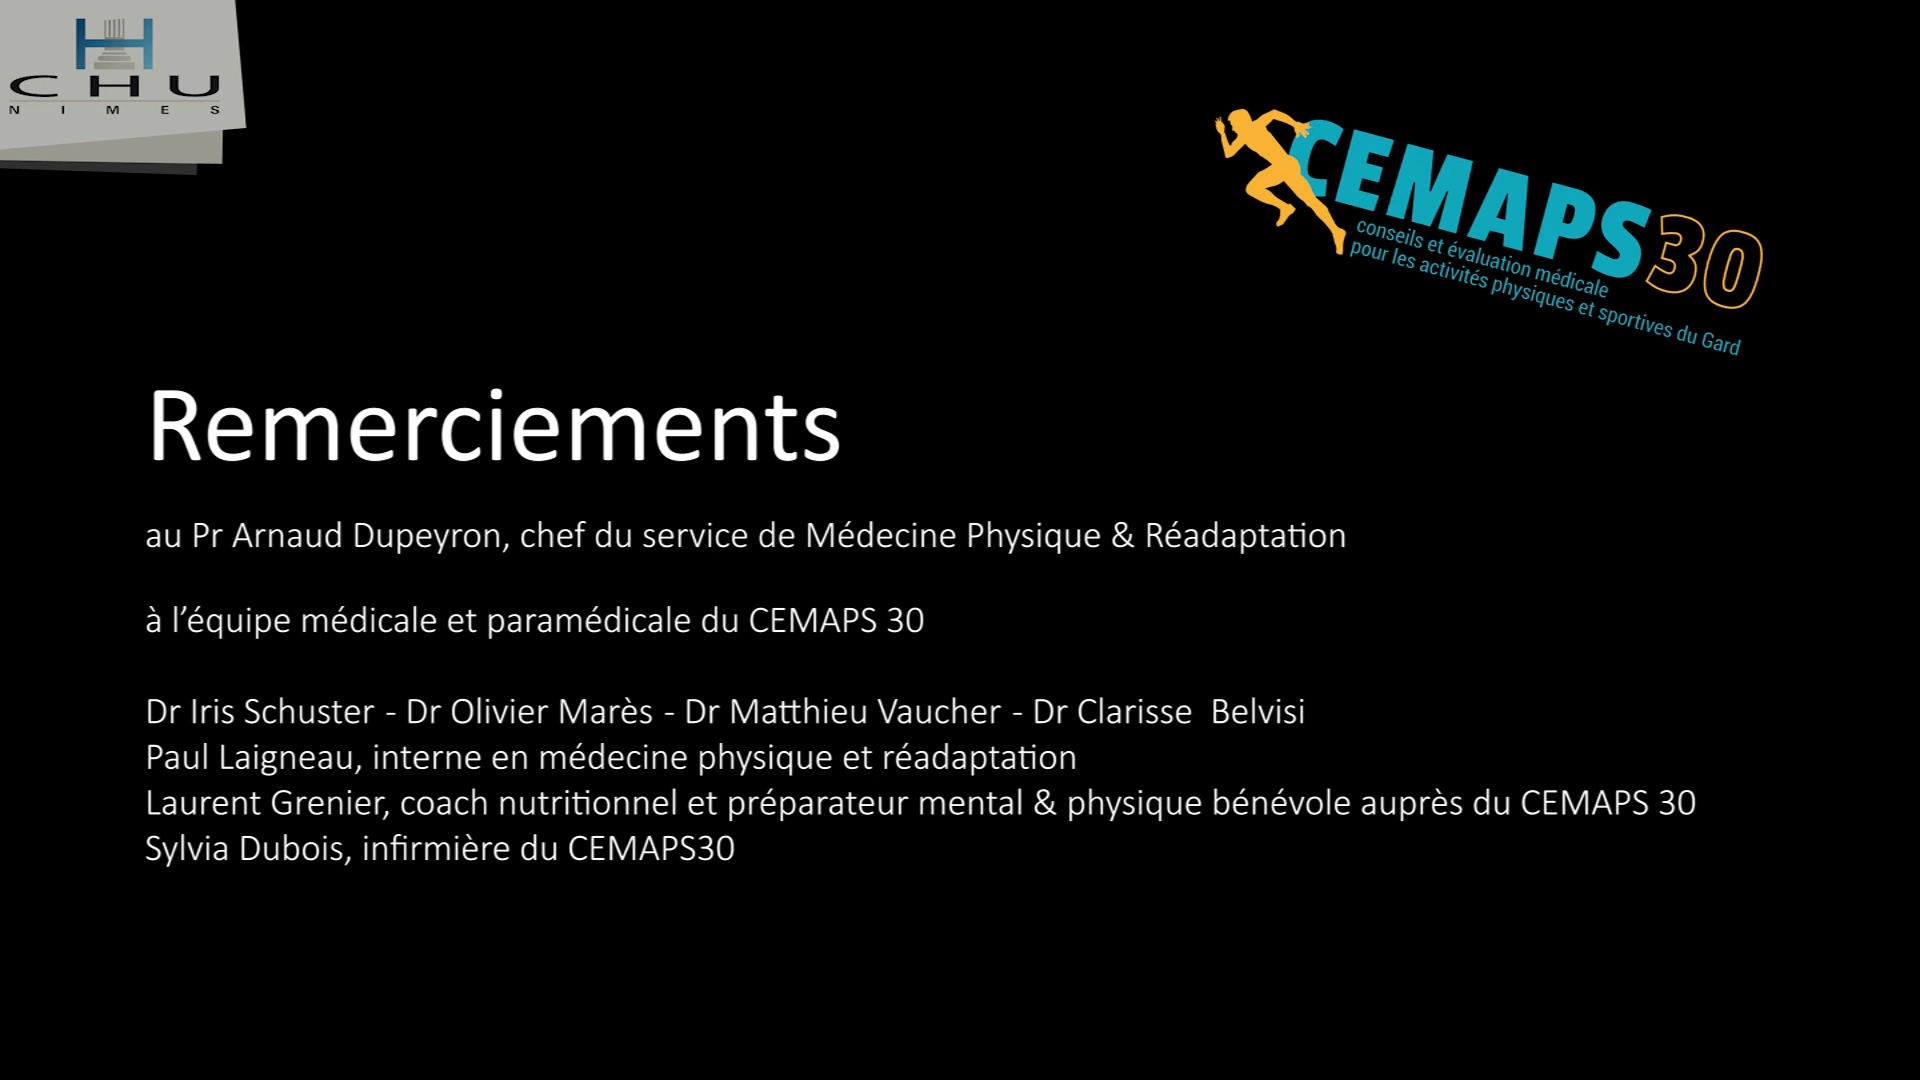 CHU
NIMES
CEMAPS30
conseils et évaluation médicale
pour les activités physiques et sportives du Gard
Remerciements
au Pr Arnaud Dupeyron, chef du service de Médecine Physique & Réadaptation
à l’équipe médicale et paramédicale du CEMAPS 30
Dr Iris Schuster - Dr Olivier Marès - Dr Matthieu Vaucher - Dr Clarisse  Belvisi
Paul Laigneau, interne en médecine physique et réadaptation
Laurent Grenier, coach nutritionnel et préparateur mental & physique bénévole auprès du CEMAPS 30
Sylvia Dubois, infirmière du CEMAPS30